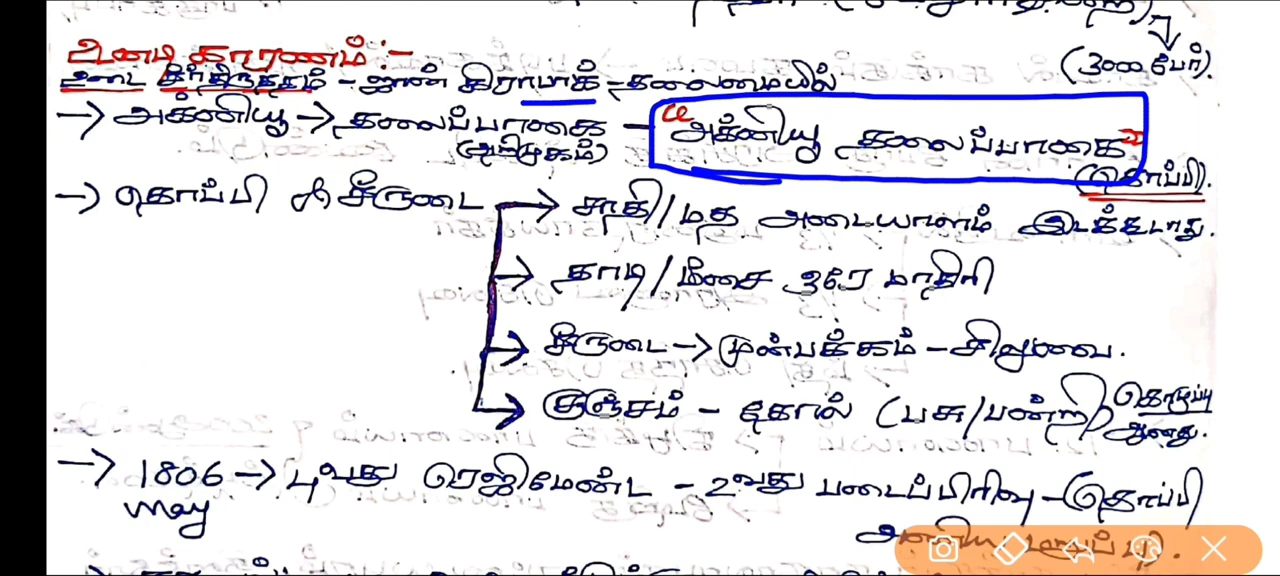 (3000 பேர்).
உடனடி காரணம் :-
உடை சீர்திருத்தம் - ஜான் கிராடாக் - தலைமையில்
→ அக்னியூ → தலைப்பாகை - "அக்னியூ தலைப்பாகை"
(அறிமுகம்) (தொப்பி).
→ தொப்பி & சீருடை → சாதி/மத அடையாளம் இடக்கூடாது.
→ தாடி/மீசை ஒரே மாதிரி
→ சீருடை → முன்பக்கம் - சிலுவை.
→ குஞ்சம் - தோல் (பசு/பன்றி) கொழுப்பு
ஆனது.
→ 1806 → 4வது ரெஜிமெண்ட - 2வது படைப்பிரிவு - (தொப்பி
May